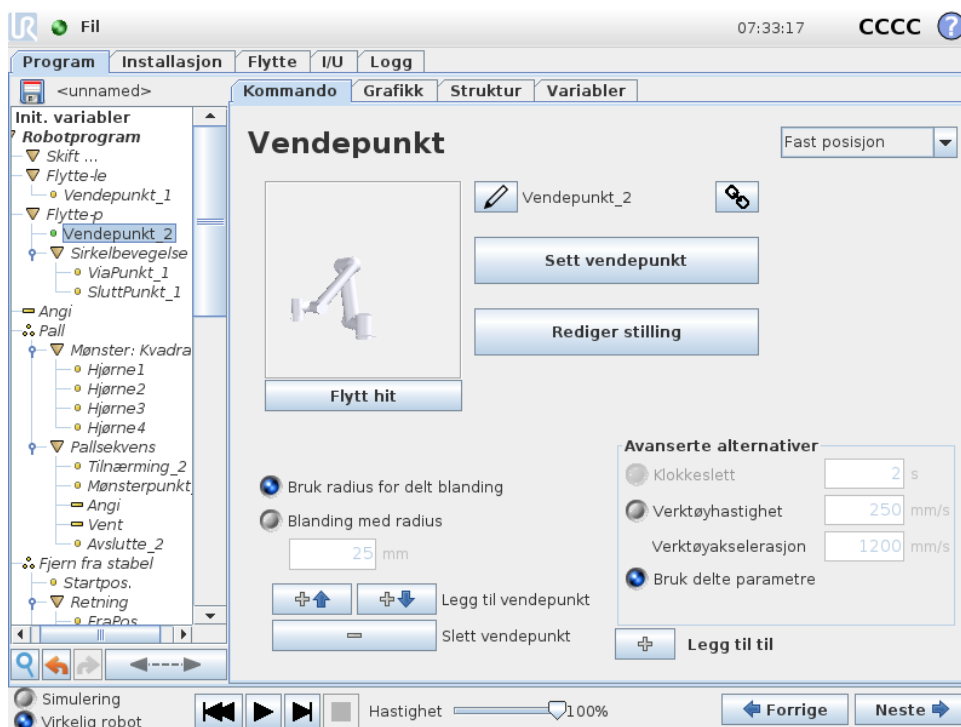 UR Fil 07:33:17 CCCC ?
Program Installasjon Flytte I/U Logg
<unnamed>
Kommando Grafikk Struktur Variabler
Init. variabler
Robotprogram
Skift ...
Flytte-le
Vendepunkt_1
Flytte-p
Vendepunkt_2
Sirkelbevegelse
ViaPunkt_1
SluttPunkt_1
Angi
Pall
Mønster: Kvadra
Hjørne1
Hjørne2
Hjørne3
Hjørne4
Pallsekvens
Tilnærming_2
Mønsterpunkt_
Angi
Vent
Avslutte_2
Fjern fra stabel
Startpos.
Retning
FraPos
Vendepunkt
Fast posisjon
Vendepunkt_2
Sett vendepunkt
Rediger stilling
Flytt hit
Bruk radius for delt blanding
Blanding med radius
25 mm
Legg til vendepunkt
Slett vendepunkt
Avanserte alternativer
Klokkeslett 2 s
Verktøyhastighet 250 mm/s
Verktøyakselerasjon 1200 mm/s
Bruk delte parametre
Legg til til
Simulering
Virkelig robot
Hastighet 100%
Forrige Neste